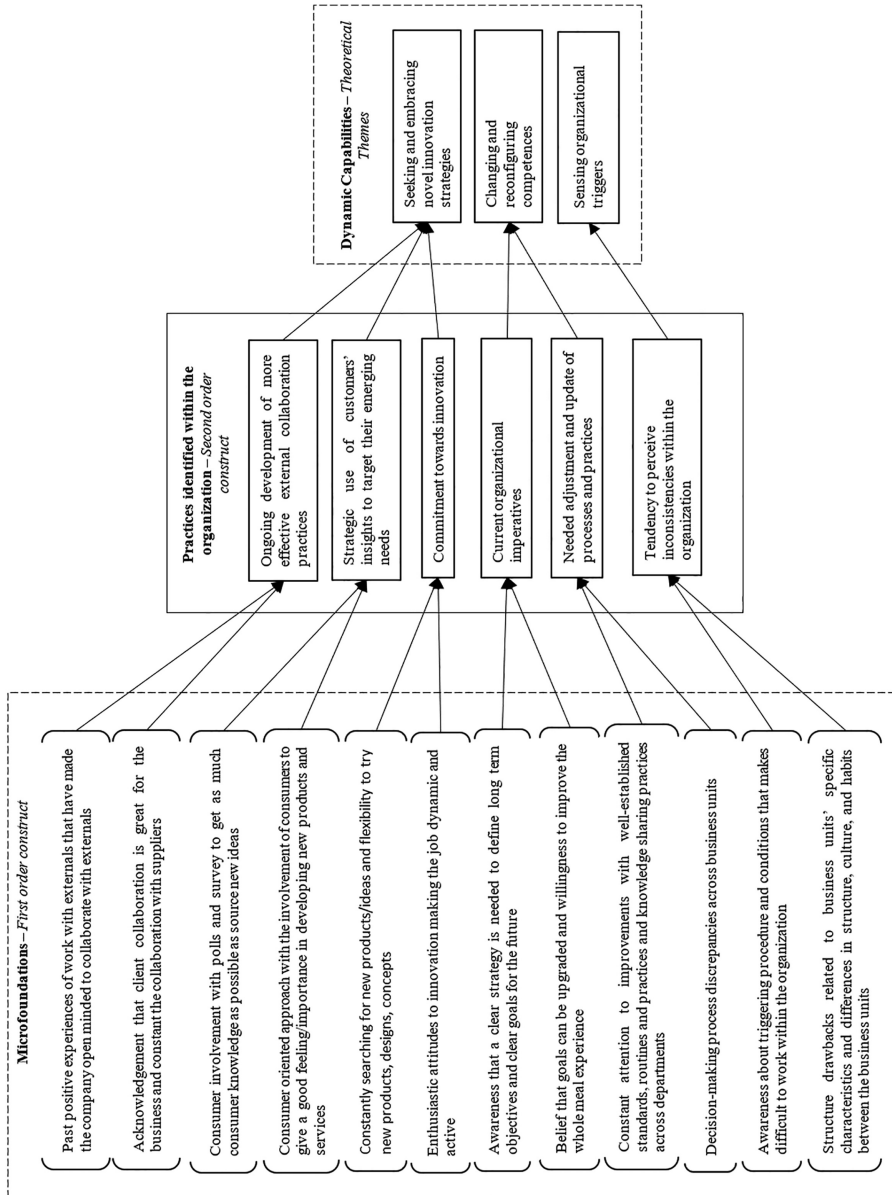 Microfoundations – First order construct
Past positive experiences of work with externals that have made
the company open minded to collaborate with externals
Acknowledgement that client collaboration is great for the
business and constant the collaboration with suppliers
Consumer involvement with polls and survey to get as much
consumer knowledge as possible as source new ideas
Consumer oriented approach with the involvement of consumers to
give a good feeling/importance in developing new products and
services
Constantly searching for new products/ideas and flexibility to try
new products, designs, concepts
Enthusiastic attitudes to innovation making the job dynamic and
active
Awareness that a clear strategy is needed to define long term
objectives and clear goals for the future
Belief that goals can be upgraded and willingness to improve the
whole meal experience
Constant attention to improvements with well-established
standards, routines and practices and knowledge sharing practices
across departments
Decision-making process discrepancies across business units
Awareness about triggering procedure and conditions that makes
difficult to work within the organization
Structure drawbacks related to business units’ specific
characteristics and differences in structure, culture, and habits
between the business units
Practices identified within the
organization – Second order
construct
Ongoing development of more
effective external collaboration
practices
Strategic use of customers’
insights to target their emerging
needs
Commitment towards innovation
Current organizational
imperatives
Needed adjustment and update of
processes and practices
Tendency to perceive
inconsistencies within the
organization
Dynamic Capabilities – Theoretical
Themes
Seeking and embracing
novel innovation
strategies
Changing and
reconfiguring
competences
Sensing organizational
triggers